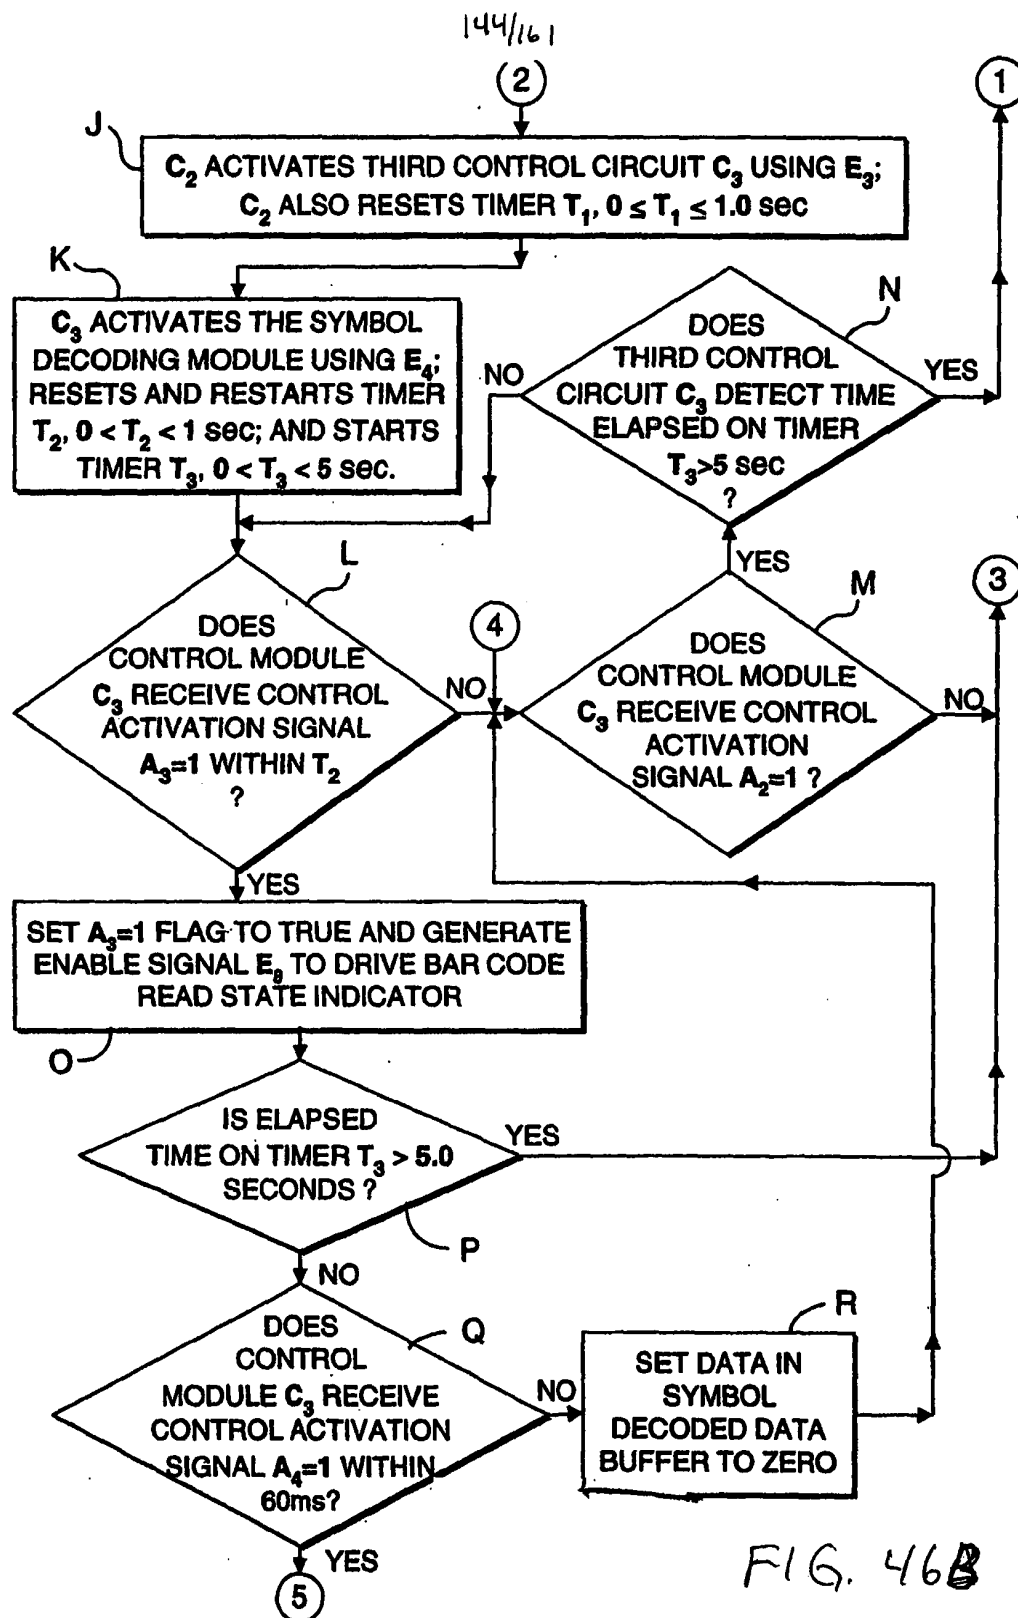 144/161
2
1
J
C₂ ACTIVATES THIRD CONTROL CIRCUIT C₃ USING E₃;
C₂ ALSO RESETS TIMER T₁, 0 ≤ T₁ ≤ 1.0 sec
K
C₃ ACTIVATES THE SYMBOL
DECODING MODULE USING E₄;
RESETS AND RESTARTS TIMER
T₂, 0 < T₂ < 1 sec; AND STARTS
TIMER T₃, 0 < T₃ < 5 sec.
N
DOES
THIRD CONTROL
CIRCUIT C₃ DETECT TIME
ELAPSED ON TIMER
T₃>5 sec
?
NO
YES
L
DOES
CONTROL MODULE
C₃ RECEIVE CONTROL
ACTIVATION SIGNAL
A₃=1 WITHIN T₂
?
NO
YES
4
M
YES
DOES
CONTROL MODULE
C₃ RECEIVE CONTROL
ACTIVATION
SIGNAL A₂=1 ?
NO
3
SET A₃=1 FLAG TO TRUE AND GENERATE
ENABLE SIGNAL E₉ TO DRIVE BAR CODE
READ STATE INDICATOR
O
IS ELAPSED
TIME ON TIMER T₃ > 5.0
SECONDS ?
YES
P
NO
DOES
CONTROL
MODULE C₃ RECEIVE
CONTROL ACTIVATION
SIGNAL A₄=1 WITHIN
60ms?
Q
NO
R
SET DATA IN
SYMBOL
DECODED DATA
BUFFER TO ZERO
YES
5
FIG. 46B